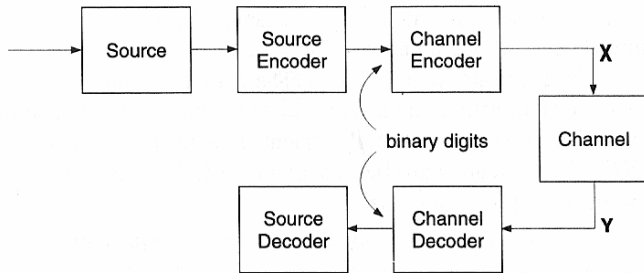 Source
Source
Encoder
Channel
Encoder
X
Channel
binary digits
Source
Decoder
Channel
Decoder
Y